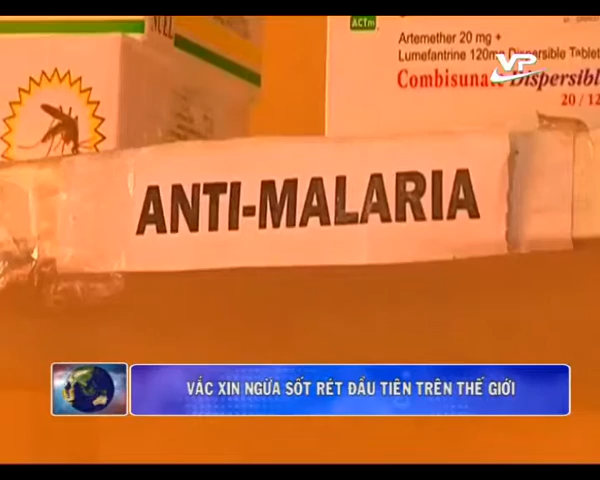 ACTm
Artemether 20 mg +
Lumefantrine 120mg Dispersible Tablet
VP
Combisunate Dispersibl
20 / 12
ANTI-MALARIA
VẮC XIN NGỪA SỐT RÉT ĐẦU TIÊN TRÊN THẾ GIỚI